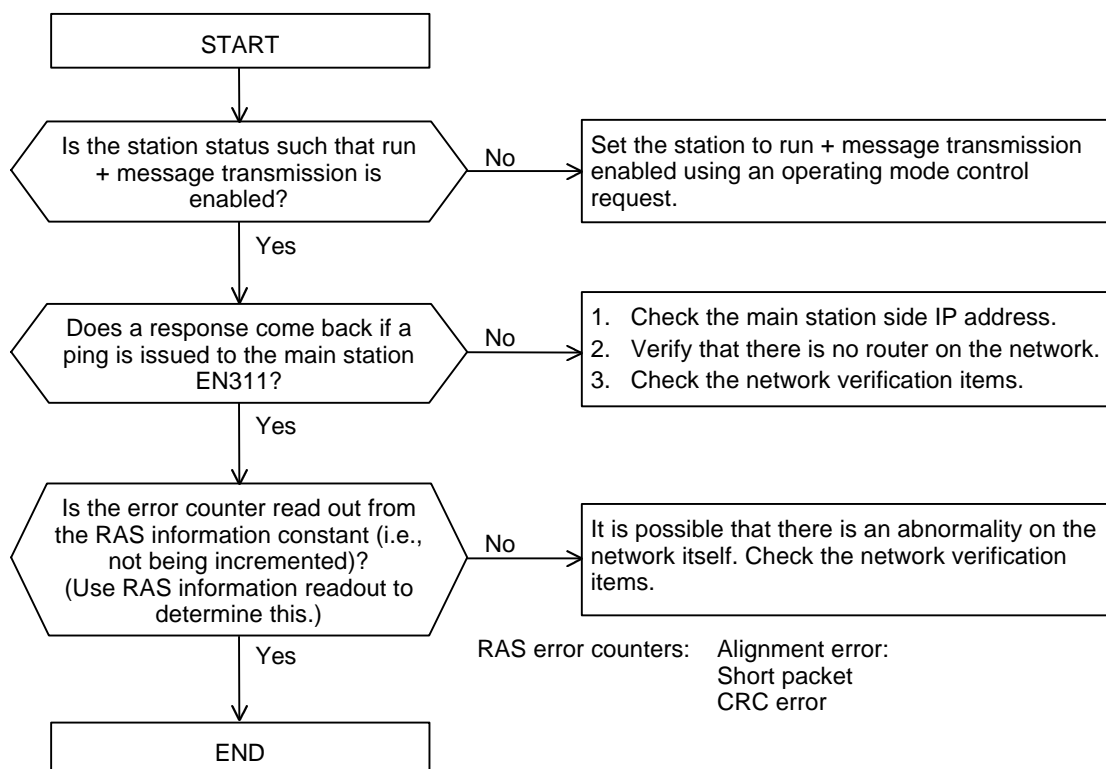 START
Is the station status such that run
+ message transmission is
enabled?
No
Set the station to run + message transmission
enabled using an operating mode control
request.
Yes
Does a response come back if a
ping is issued to the main station
EN311?
No
1. Check the main station side IP address.
2. Verify that there is no router on the network.
3. Check the network verification items.
Yes
Is the error counter read out from
the RAS information constant (i.e.,
not being incremented)?
(Use RAS information readout to
determine this.)
No
It is possible that there is an abnormality on the
network itself. Check the network verification
items.
Yes
RAS error counters: Alignment error:
Short packet
CRC error
END